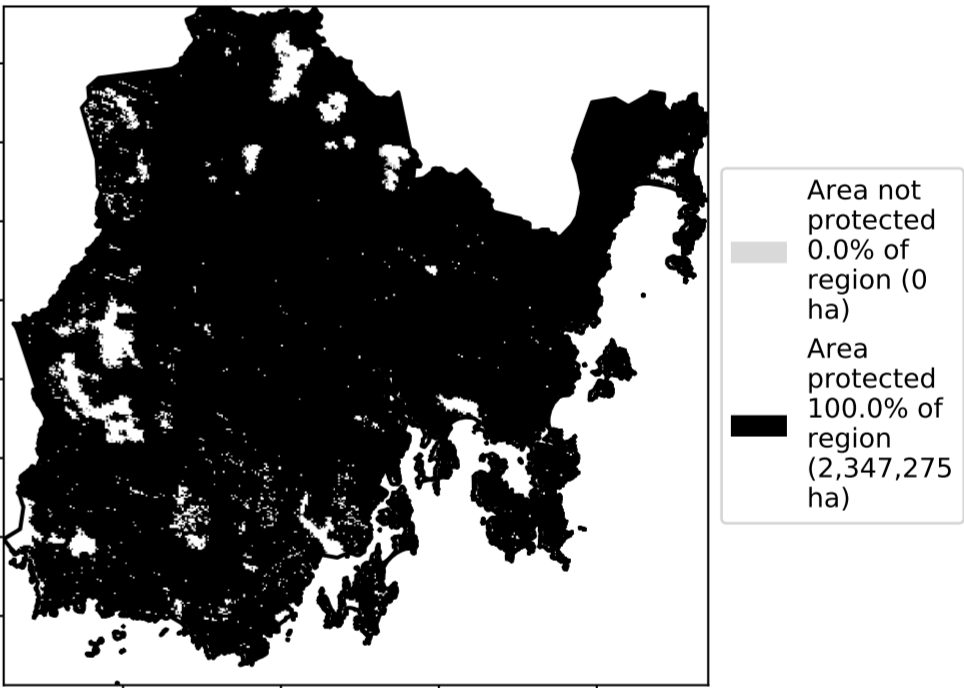 Area not
protected
0.0% of
region (0
ha)
Area
protected
100.0% of
region
(2,347,275
ha)